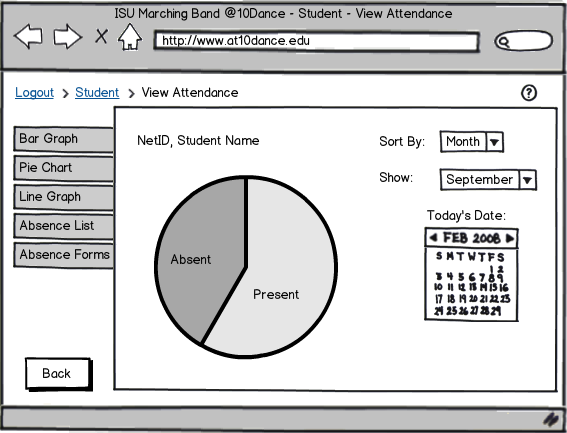 ISU Marching Band @10Dance - Student - View Attendance
http://www.at10dance.edu
Logout > Student > View Attendance
?
Bar Graph
Pie Chart
Line Graph
Absence List
Absence Forms
Back
NetID, Student Name
Absent
Present
Sort By: Month
Show: September
Today's Date:
FEB 2008
S M T W T F S
1 2
3 4 5 6 7 8 9
10 11 12 13 14 15 16
17 18 19 20 21 22 23
24 25 26 27 28 29